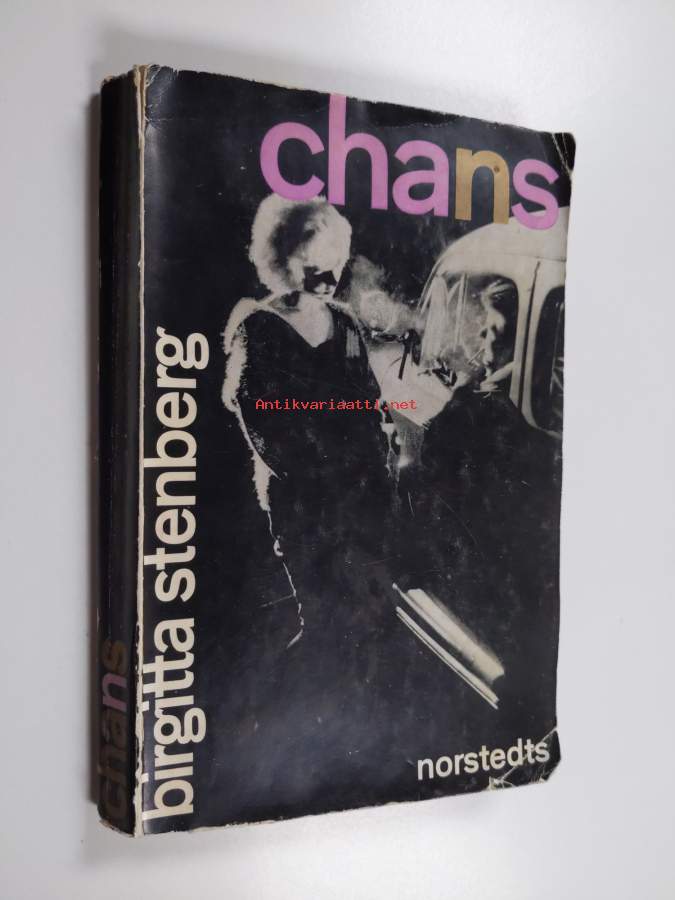 chans
birgitta stenberg
norstedts
chans
Antikvariaatti.net